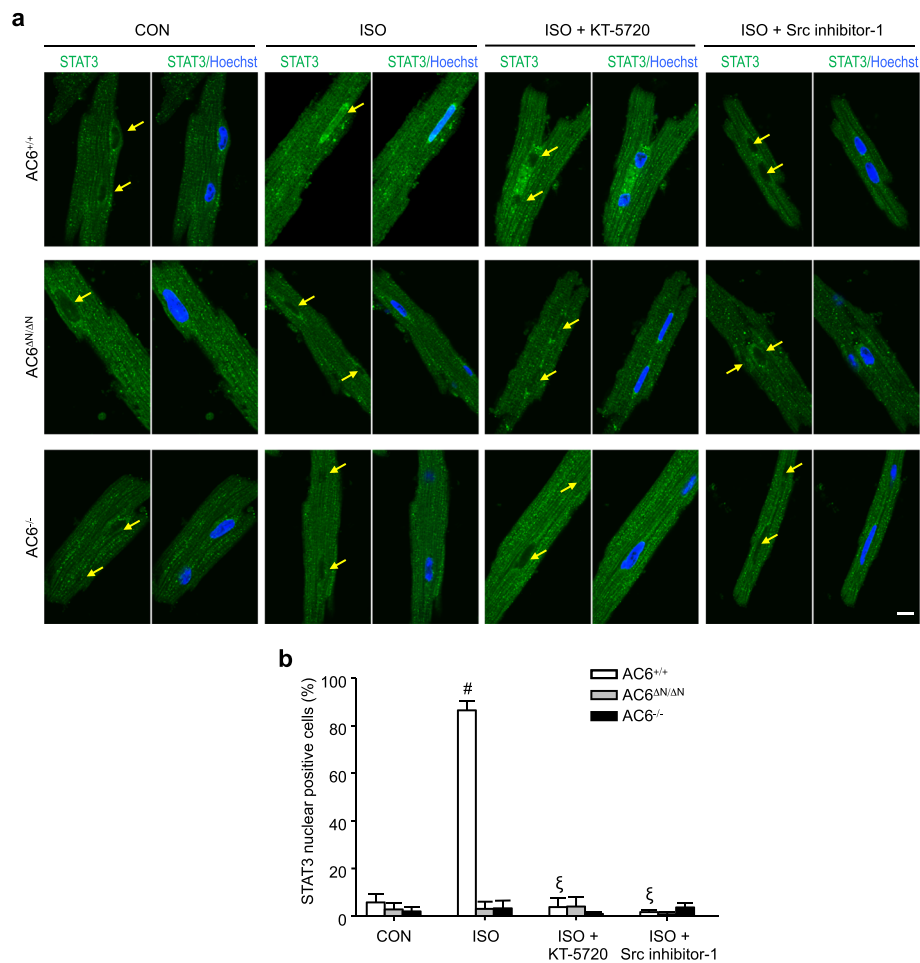 a
CON ISO ISO + KT-5720 ISO + Src inhibitor-1
STAT3 STAT3/Hoechst STAT3 STAT3/Hoechst STAT3 STAT3/Hoechst STAT3 STAT3/Hoechst
AC6+/+
AC6ΔN/ΔN
AC6-/-
b
STAT3 nuclear positive cells (%)
100
80
60
40
20
0
#
ξ
ξ
AC6+/+
AC6ΔN/ΔN
AC6-/-
CON ISO ISO + ISO +
KT-5720 Src inhibitor-1